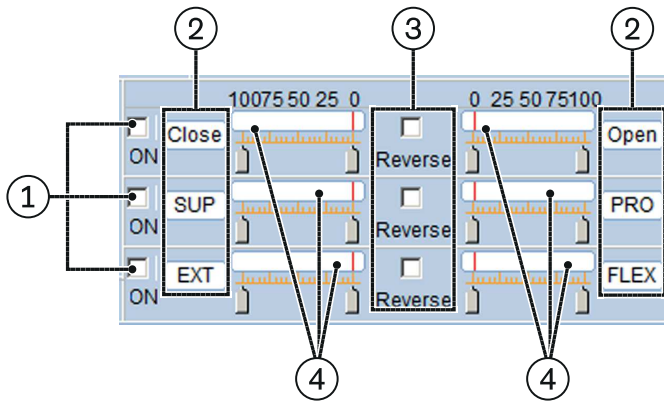 2 3 2
10075 50 25 0 0 25 50 75100
Close Open
ON Reverse
1
SUP PRO
ON Reverse
EXT FLEX
ON Reverse
4 4